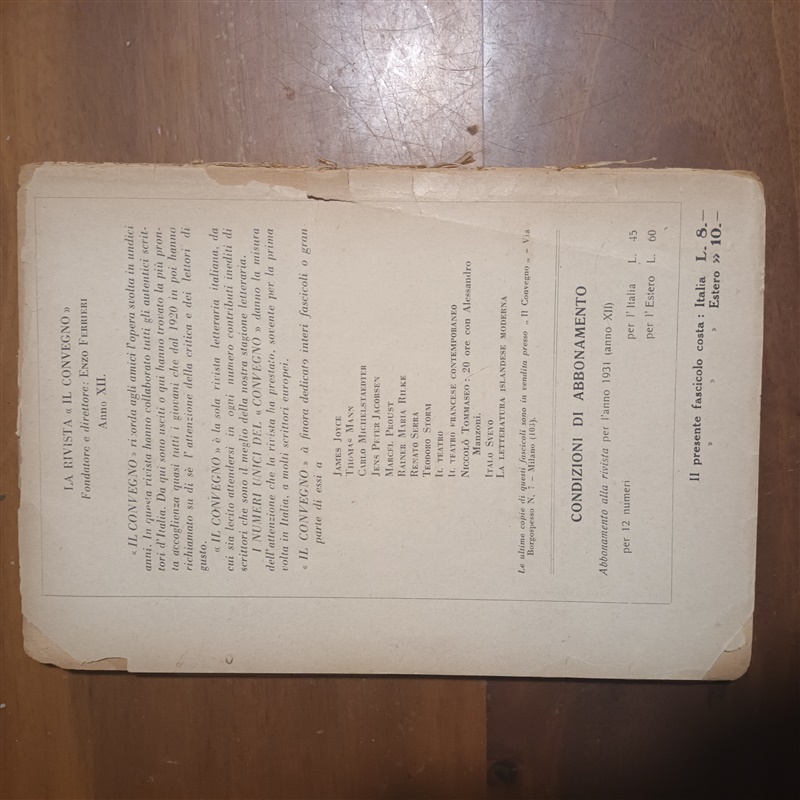 LA RIVISTA « IL CONVEGNO »
Fondatore e direttore: ENZO FERRIERI
Anno XII.
« IL CONVEGNO » ricorda agli amici l'opera svolta in undici
anni. In questa rivista hanno collaborato tutti gli autentici scrit-
tori d'Italia. Da qui sono usciti o qui hanno trovato la più pron-
ta accoglienza quasi tutti i giovani che dal 1920 in poi hanno
richiamato su di sè l'attenzione della critica e dei lettori di
gusto.
« IL CONVEGNO » è la sola rivista letteraria italiana, da
cui sia lecito attendersi in ogni numero contributi inediti di
scrittori che sono il meglio della nostra stagione letteraria.
I NUMERI UNICI DEL « CONVEGNO » danno la misura
dell'attenzione che la rivista ha prestato, sovente per la prima
volta in Italia, a molti scrittori europei.
« IL CONVEGNO » à finora dedicato interi fascicoli o gran
parte di essi a
JAMES JOYCE
THOMAS MANN
CARLO MICHELSTAEDTER
JENS PETER JACOBSEN
MARCEL PROUST
RAINER MARIA RILKE
RENATO SERRA
TEODORO STORM
IL TEATRO
IL TEATRO FRANCESE CONTEMPORANEO
NICCOLÒ TOMMASEO: 20 ore con Alessandro
Manzoni.
ITALO SVEVO
LA LETTERATURA ISLANDESE MODERNA
Le ultime copie di questi fascicoli sono in vendita presso „ Il Convegno „ - Via
Borgospesso N. 7 - Milano (103).
CONDIZIONI DI ABBONAMENTO
Abbonamento alla rivista per l'anno 1931 (anno XII)
per 12 numeri per l'Italia L. 45
per l'Estero L. 60
Il presente fascicolo costa: Italia L. 8.—
» » » Estero » 10.—